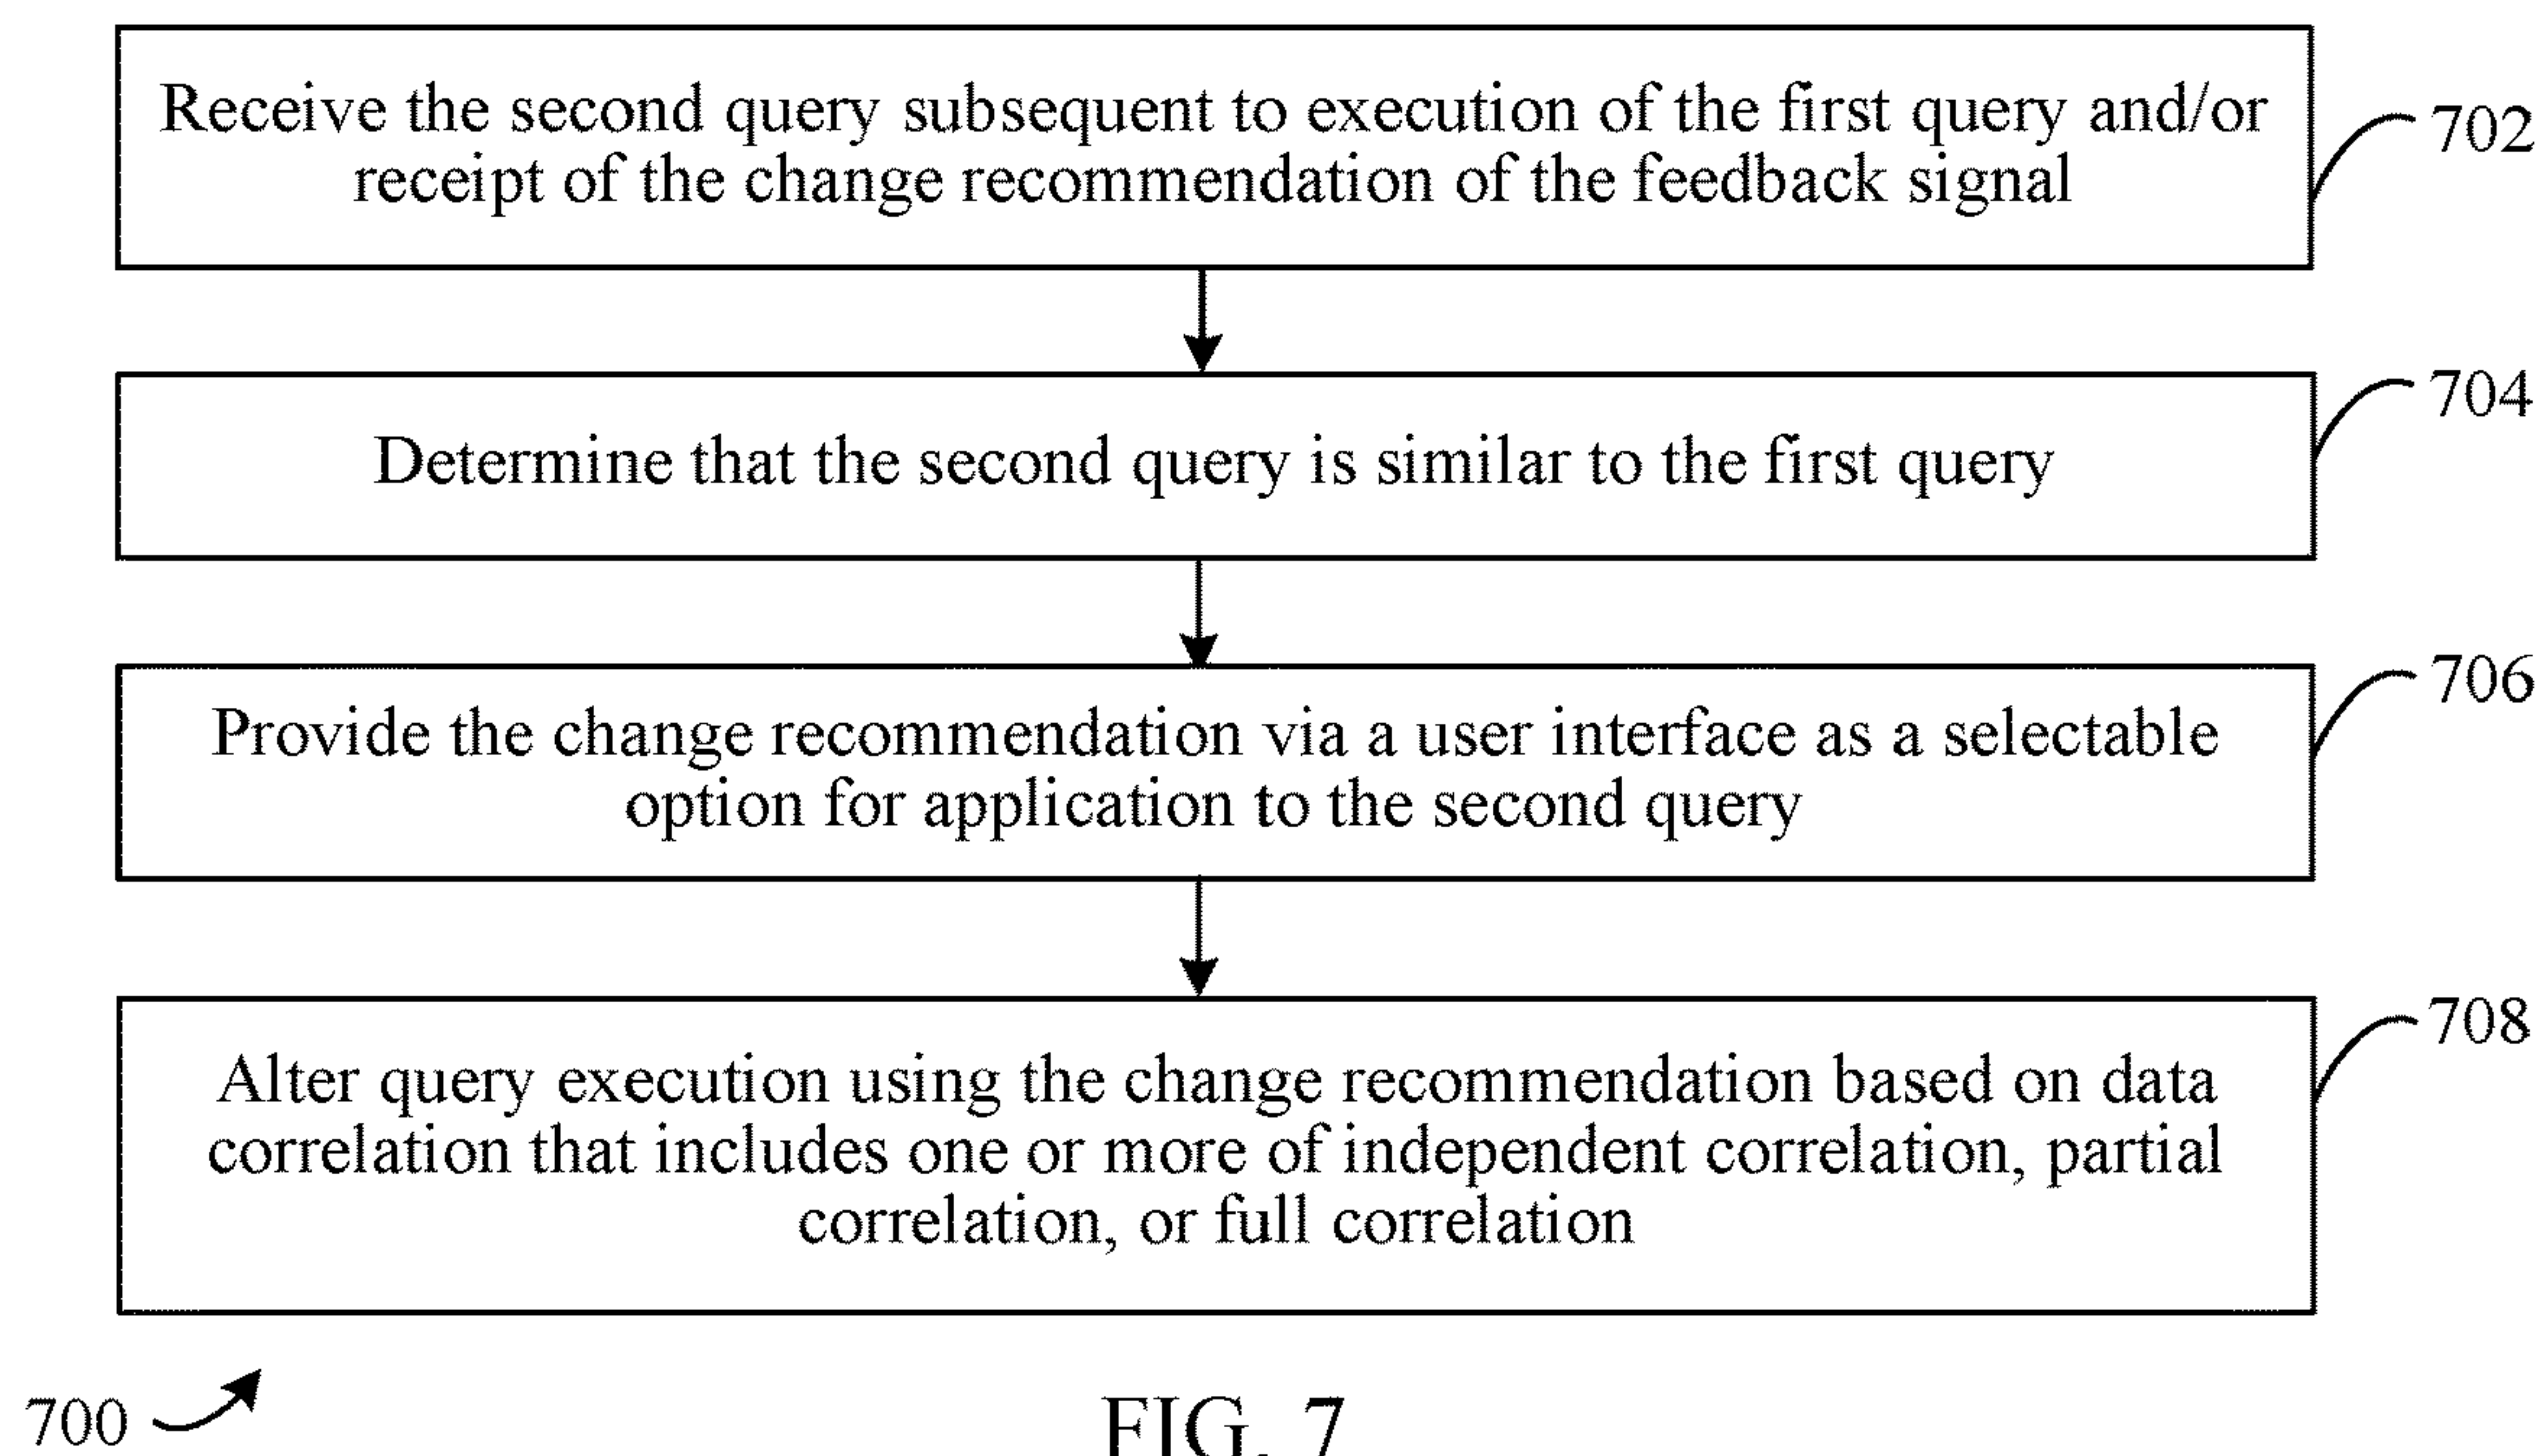 Receive the second query subsequent to execution of the first query and/or
receipt of the change recommendation of the feedback signal
702
Determine that the second query is similar to the first query
704
Provide the change recommendation via a user interface as a selectable
option for application to the second query
706
Alter query execution using the change recommendation based on data
correlation that includes one or more of independent correlation, partial
correlation, or full correlation
708
700
FIG. 7